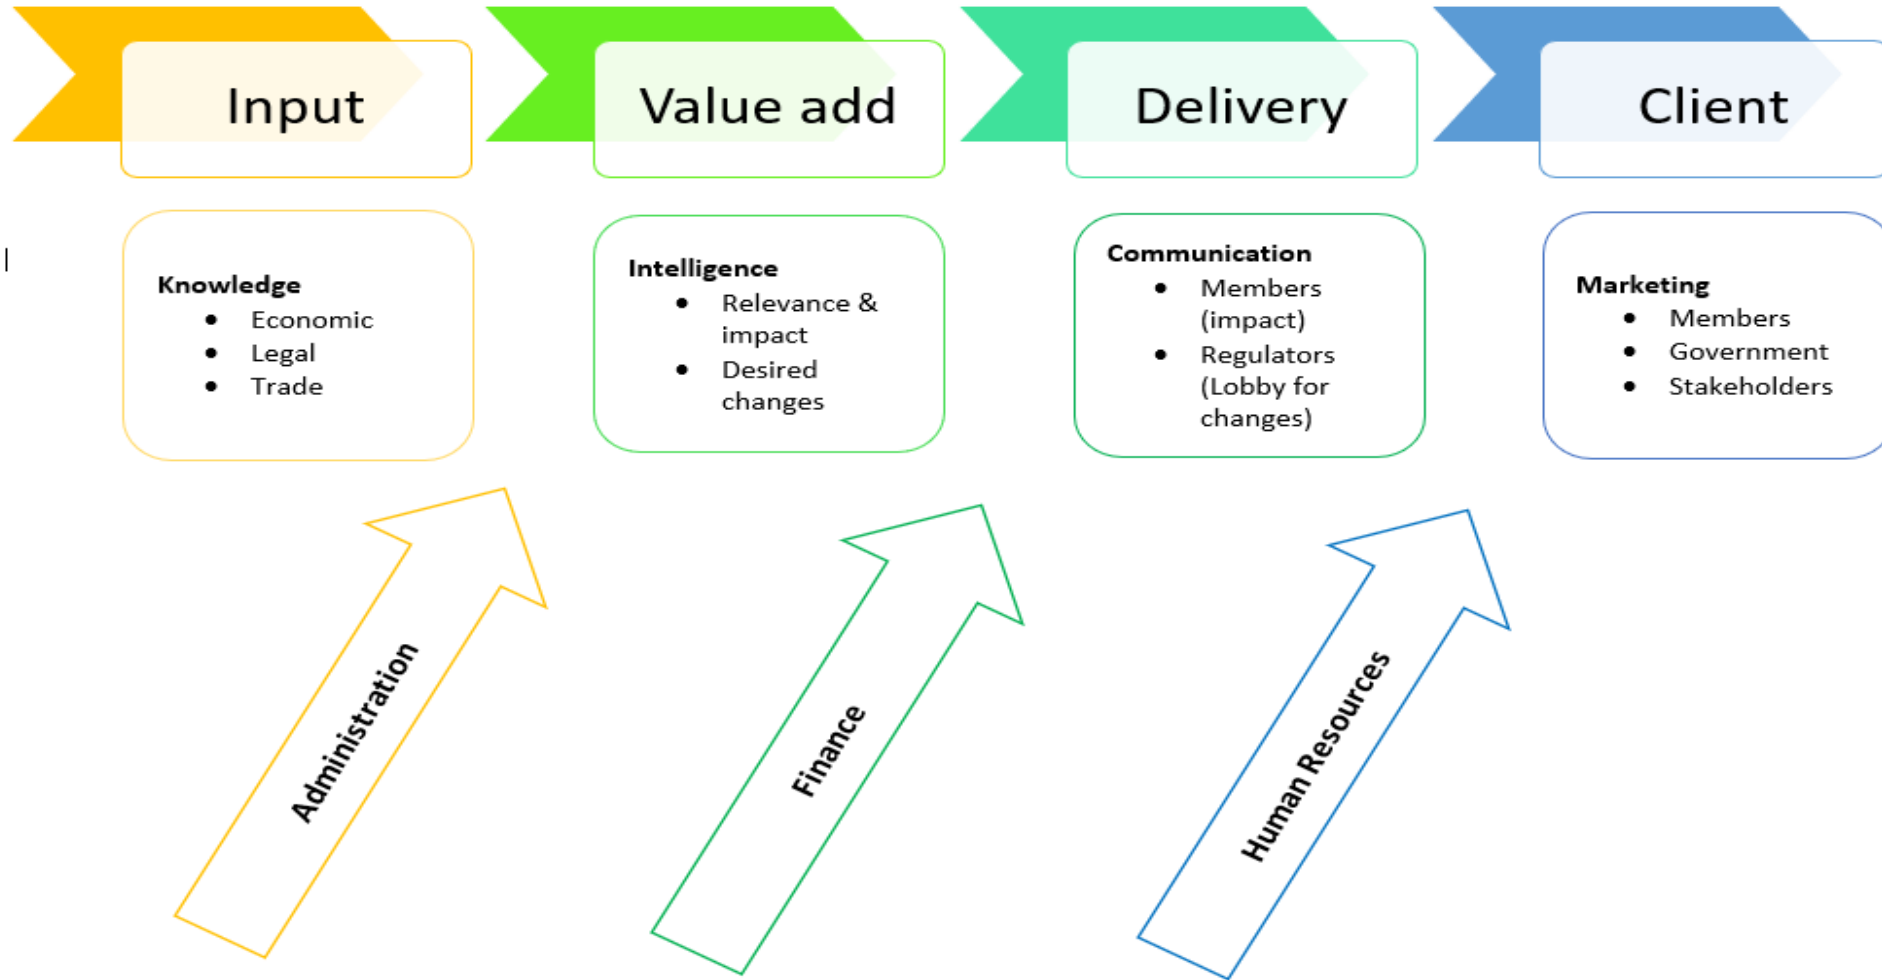 Input
Value add
Delivery
Client
Knowledge
• Economic
• Legal
• Trade
Intelligence
• Relevance &
impact
• Desired
changes
Communication
• Members
(impact)
• Regulators
(Lobby for
changes)
Marketing
• Members
• Government
• Stakeholders
Administration
Finance
Human Resources